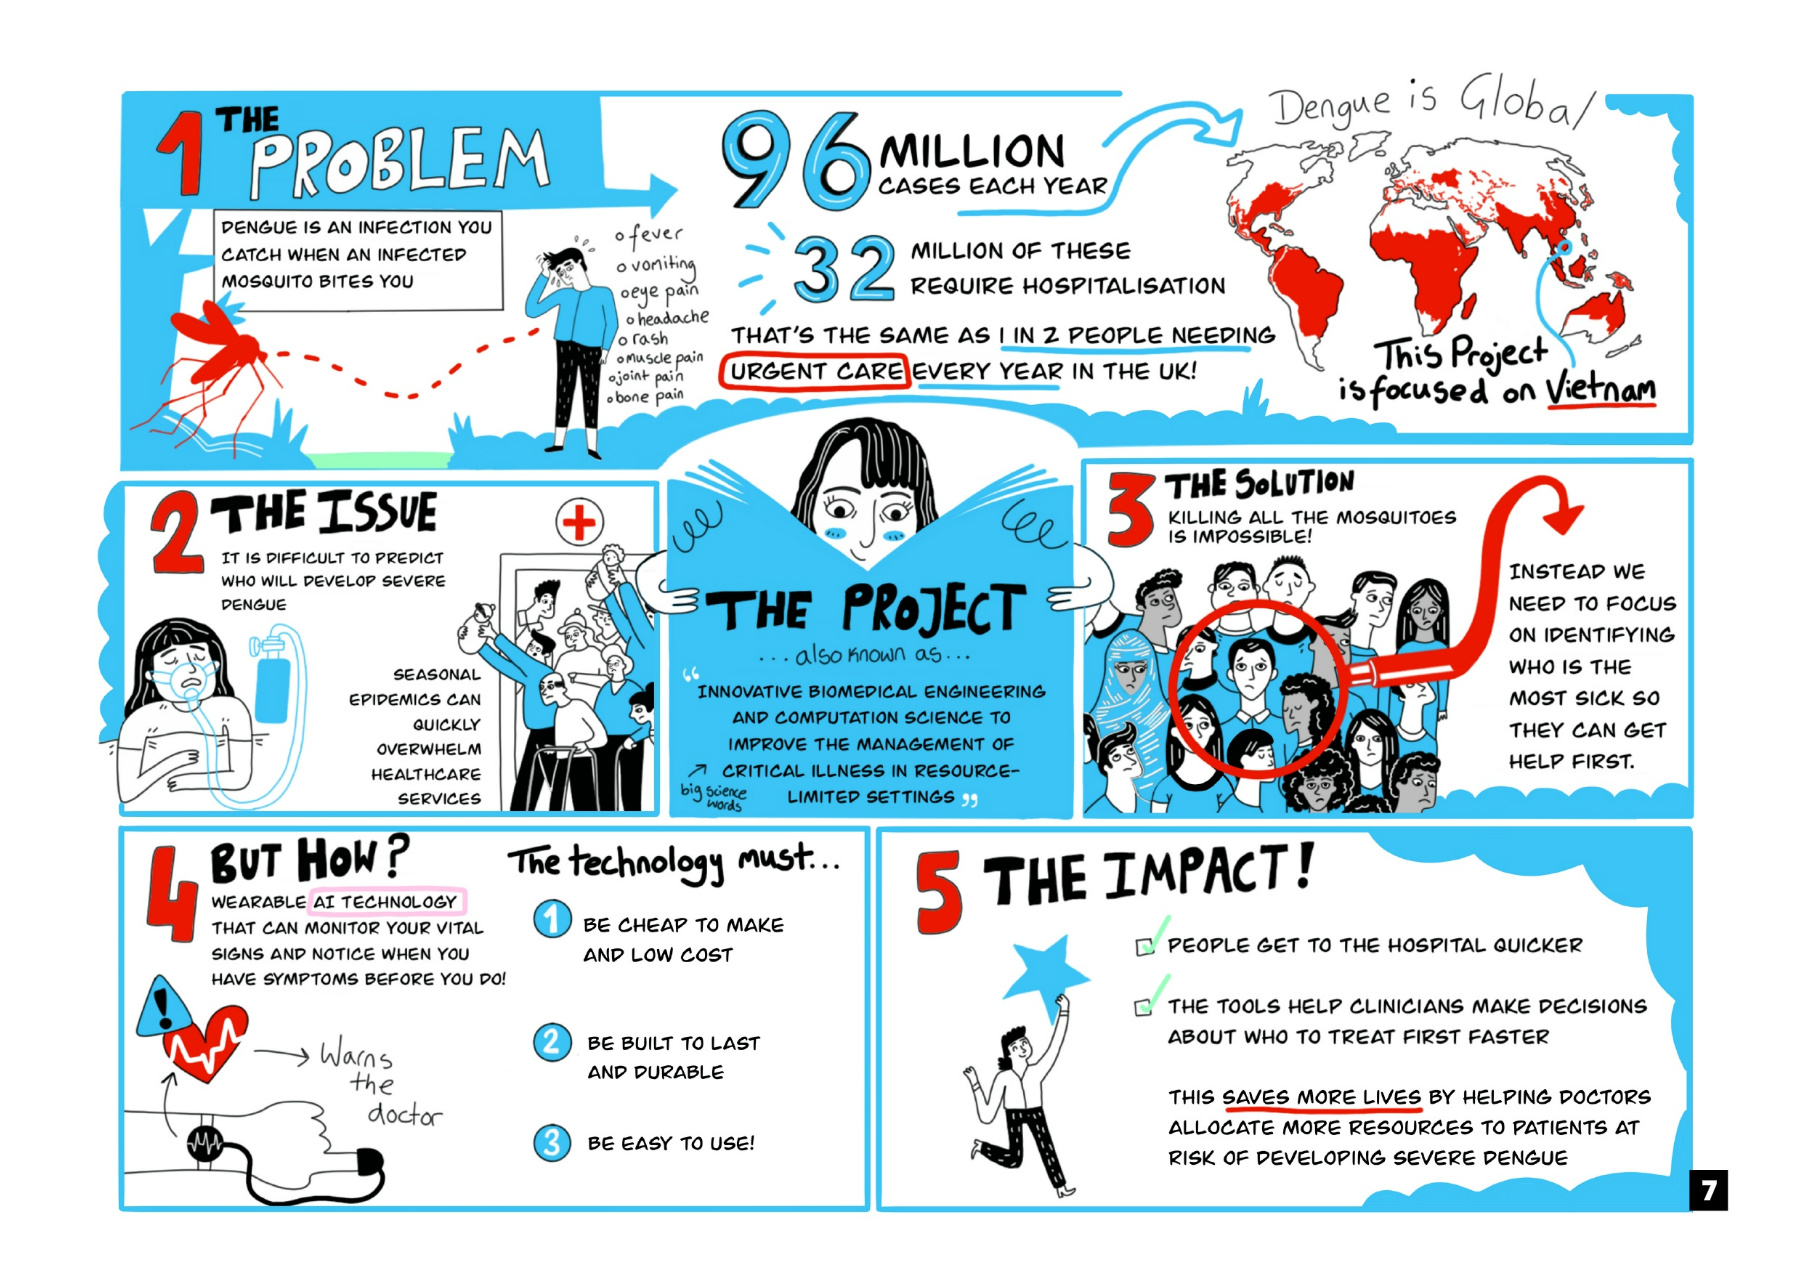 1 THE
PROBLEM
DENGUE IS AN INFECTION YOU
CATCH WHEN AN INFECTED
MOSQUITO BITES YOU
o fever
o vomiting
o eye pain
o headache
o rash
o muscle pain
o joint pain
o bone pain
96 MILLION
CASES EACH YEAR
32 MILLION OF THESE
REQUIRE HOSPITALISATION
THAT'S THE SAME AS 1 IN 2 PEOPLE NEEDING
URGENT CARE EVERY YEAR IN THE UK!
Dengue is Global
This Project
is focused on Vietnam
2 THE ISSUE
IT IS DIFFICULT TO PREDICT
WHO WILL DEVELOP SEVERE
DENGUE
SEASONAL
EPIDEMICS CAN
QUICKLY
OVERWHELM
HEALTHCARE
SERVICES
THE PROJECT
...also known as...
“INNOVATIVE BIOMEDICAL ENGINEERING
AND COMPUTATION SCIENCE TO
IMPROVE THE MANAGEMENT OF
CRITICAL ILLNESS IN RESOURCE-
LIMITED SETTINGS”
big science
words
3 THE SOLUTION
KILLING ALL THE MOSQUITOES
IS IMPOSSIBLE!
INSTEAD WE
NEED TO FOCUS
ON IDENTIFYING
WHO IS THE
MOST SICK SO
THEY CAN GET
HELP FIRST.
4 BUT HOW?
WEARABLE AI TECHNOLOGY
THAT CAN MONITOR YOUR VITAL
SIGNS AND NOTICE WHEN YOU
HAVE SYMPTOMS BEFORE YOU DO!
!
Warns
the
doctor
The technology must...
1 BE CHEAP TO MAKE
AND LOW COST
2 BE BUILT TO LAST
AND DURABLE
3 BE EASY TO USE!
5 THE IMPACT!
PEOPLE GET TO THE HOSPITAL QUICKER
THE TOOLS HELP CLINICIANS MAKE DECISIONS
ABOUT WHO TO TREAT FIRST FASTER
THIS SAVES MORE LIVES BY HELPING DOCTORS
ALLOCATE MORE RESOURCES TO PATIENTS AT
RISK OF DEVELOPING SEVERE DENGUE
7